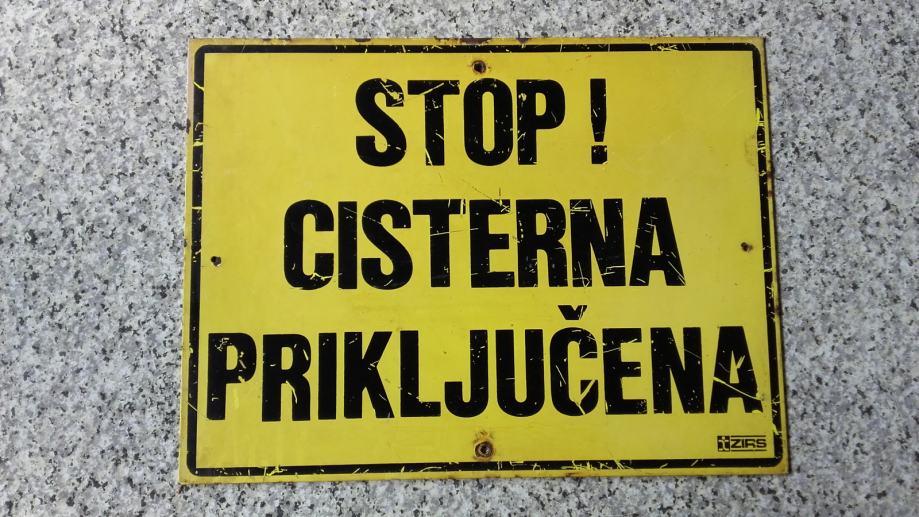 STOP !
CISTERNA
PRIKLJUČENA
ZIRS